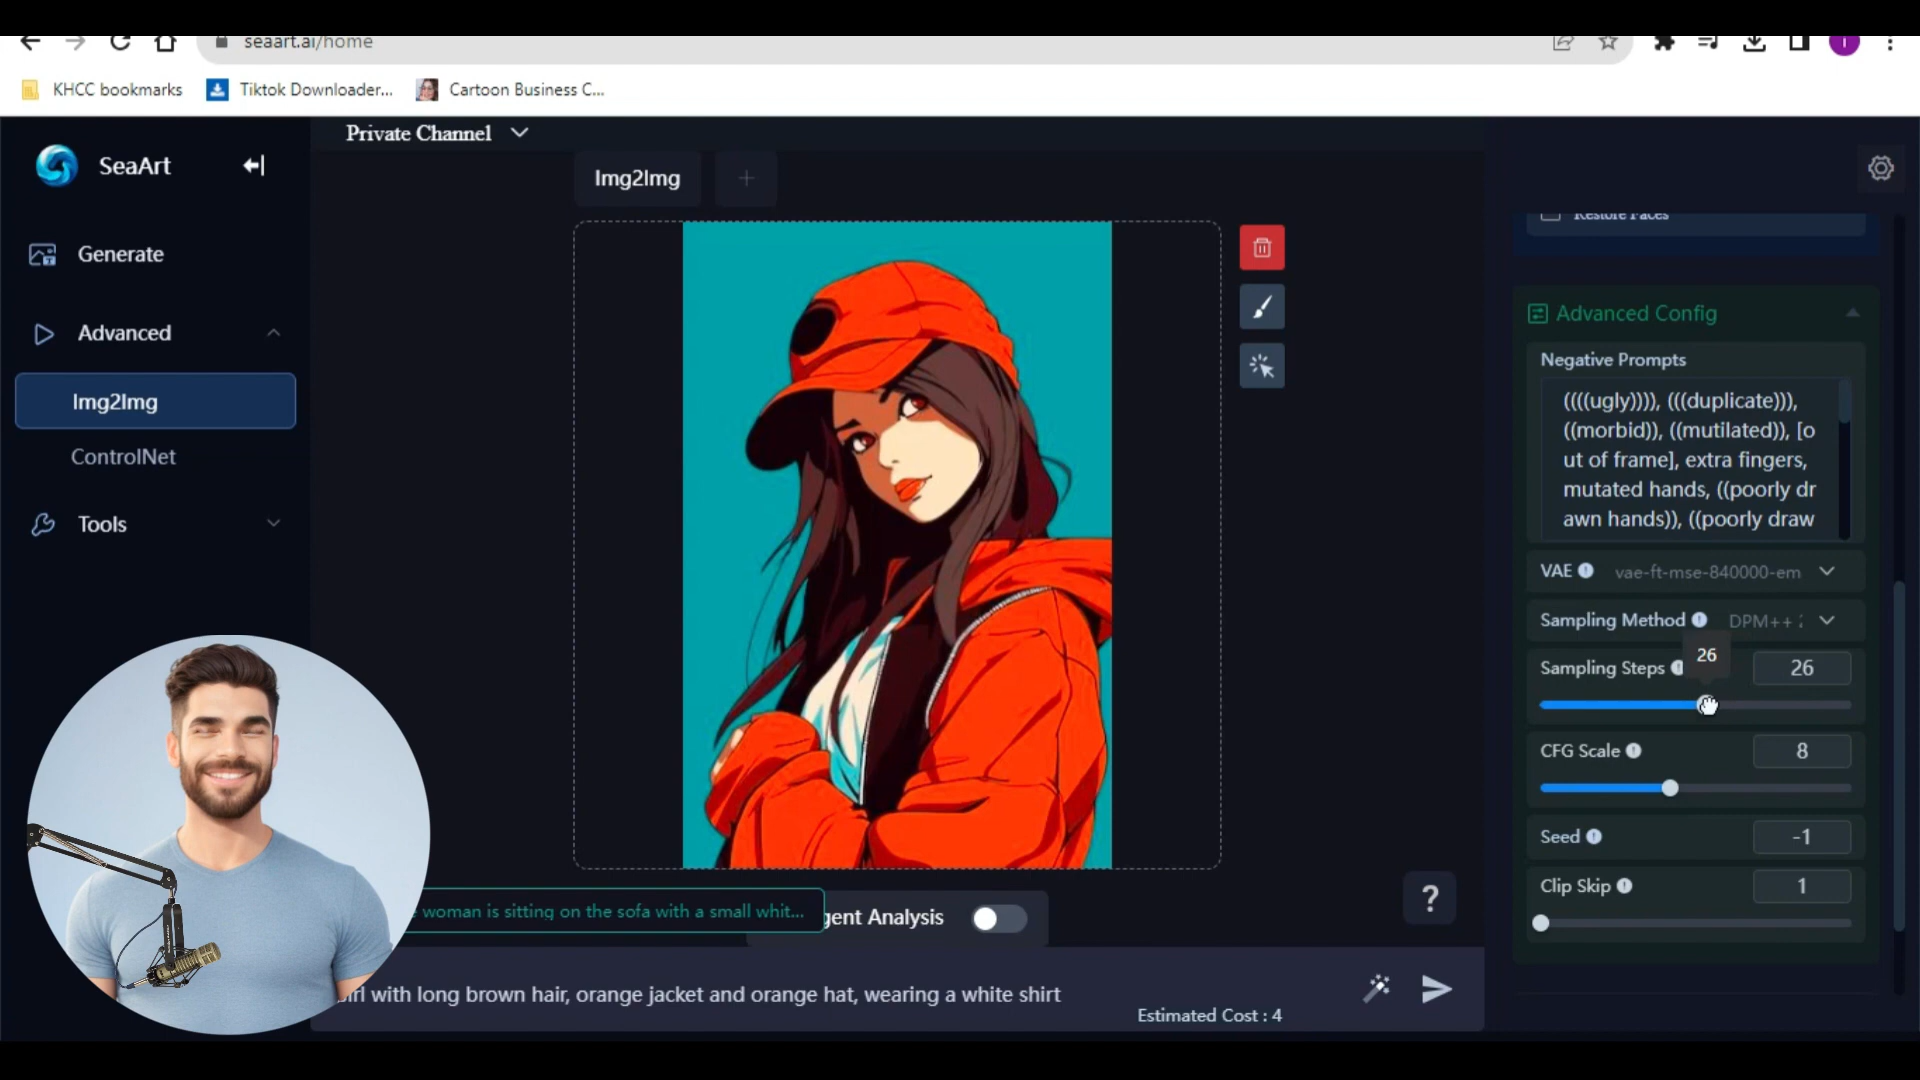 seaart.ai/home
KHCC bookmarks
Tiktok Downloader...
Cartoon Business C...
SeaArt
Private Channel
Img2Img
+
Generate
Advanced
Img2Img
ControlNet
Tools
Restore Faces
Advanced Config
Negative Prompts
((((ugly)))), (((duplicate))),
((morbid)), ((mutilated)), [o
ut of frame], extra fingers,
mutated hands, ((poorly dr
awn hands)), ((poorly draw
VAE
vae-ft-mse-840000-em
Sampling Method
DPM++ 2
26
Sampling Steps
26
CFG Scale
8
Seed
-1
Clip Skip
1
?
woman is sitting on the sofa with a small whit...
gent Analysis
irl with long brown hair, orange jacket and orange hat, wearing a white shirt
Estimated Cost : 4